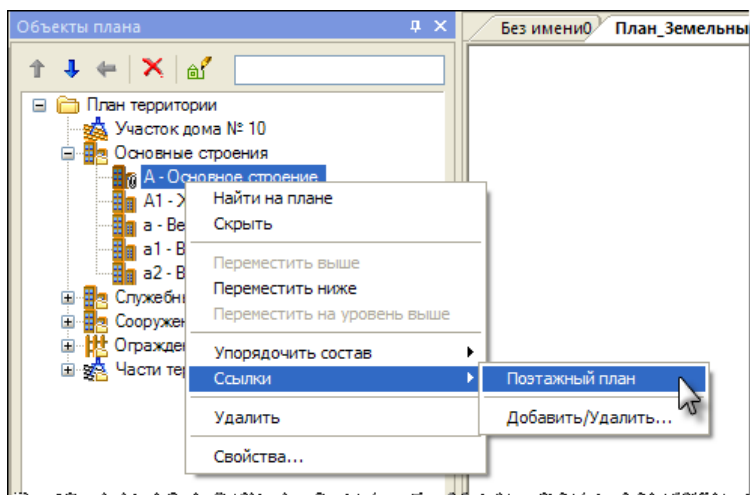 Объекты плана
Без имени0 План_Земельны
План территории
Участок дома № 10
Основные строения
А - Основное строение
А1 - Х
а - Ве
а1 - В
а2 - В
Служебн
Сооружен
Огражде
Части те
Найти на плане
Скрыть
Переместить выше
Переместить ниже
Переместить на уровень выше
Упорядочить состав
Ссылки
Удалить
Свойства...
Поэтажный план
Добавить/Удалить...